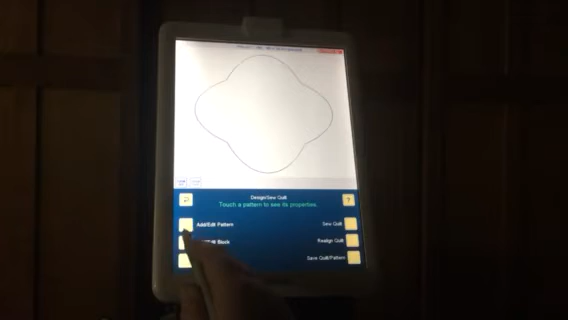 Design/Sew Quilt
Touch a pattern to see its properties.
?
Add/Edit Pattern
Sew Quilt
Block
Realign Quilt
Save Quilt/Pattern